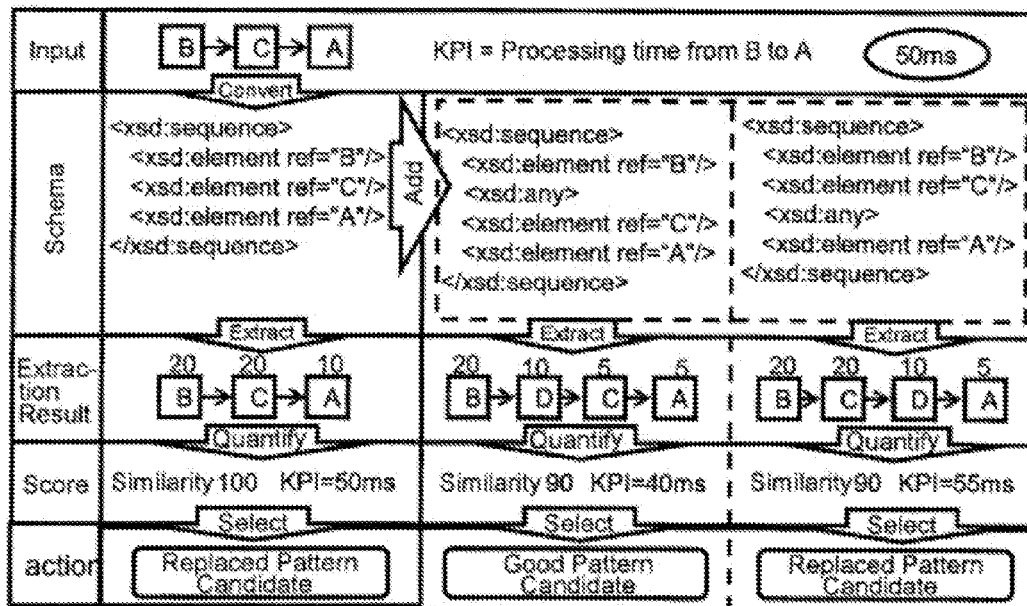 Input
B C A
KPI = Processing time from B to A
50ms
Convert
Schema
<xsd:sequence>
<xsd:element ref="B"/>
<xsd:element ref="C"/>
<xsd:element ref="A"/>
</xsd:sequence>
Add
<xsd:sequence>
<xsd:element ref="B"/>
<xsd:any>
<xsd:element ref="C"/>
<xsd:element ref="A"/>
</xsd:sequence>
<xsd:sequence>
<xsd:element ref="B"/>
<xsd:element ref="C"/>
<xsd:any>
<xsd:element ref="A"/>
</xsd:sequence>
Extract
Extract
Extract
Extrac-
tion
Result
20 20 10
B C A
20 10 5 5
B D C A
20 20 10 5
B C D A
Quantify
Quantify
Quantify
Score
Similarity 100 KPI=50ms
Similarity 90 KPI=40ms
Similarity90 KPI=55ms
Select
Select
Select
action
Replaced Pattern
Candidate
Good Pattern
Candidate
Replaced Pattern
Candidate